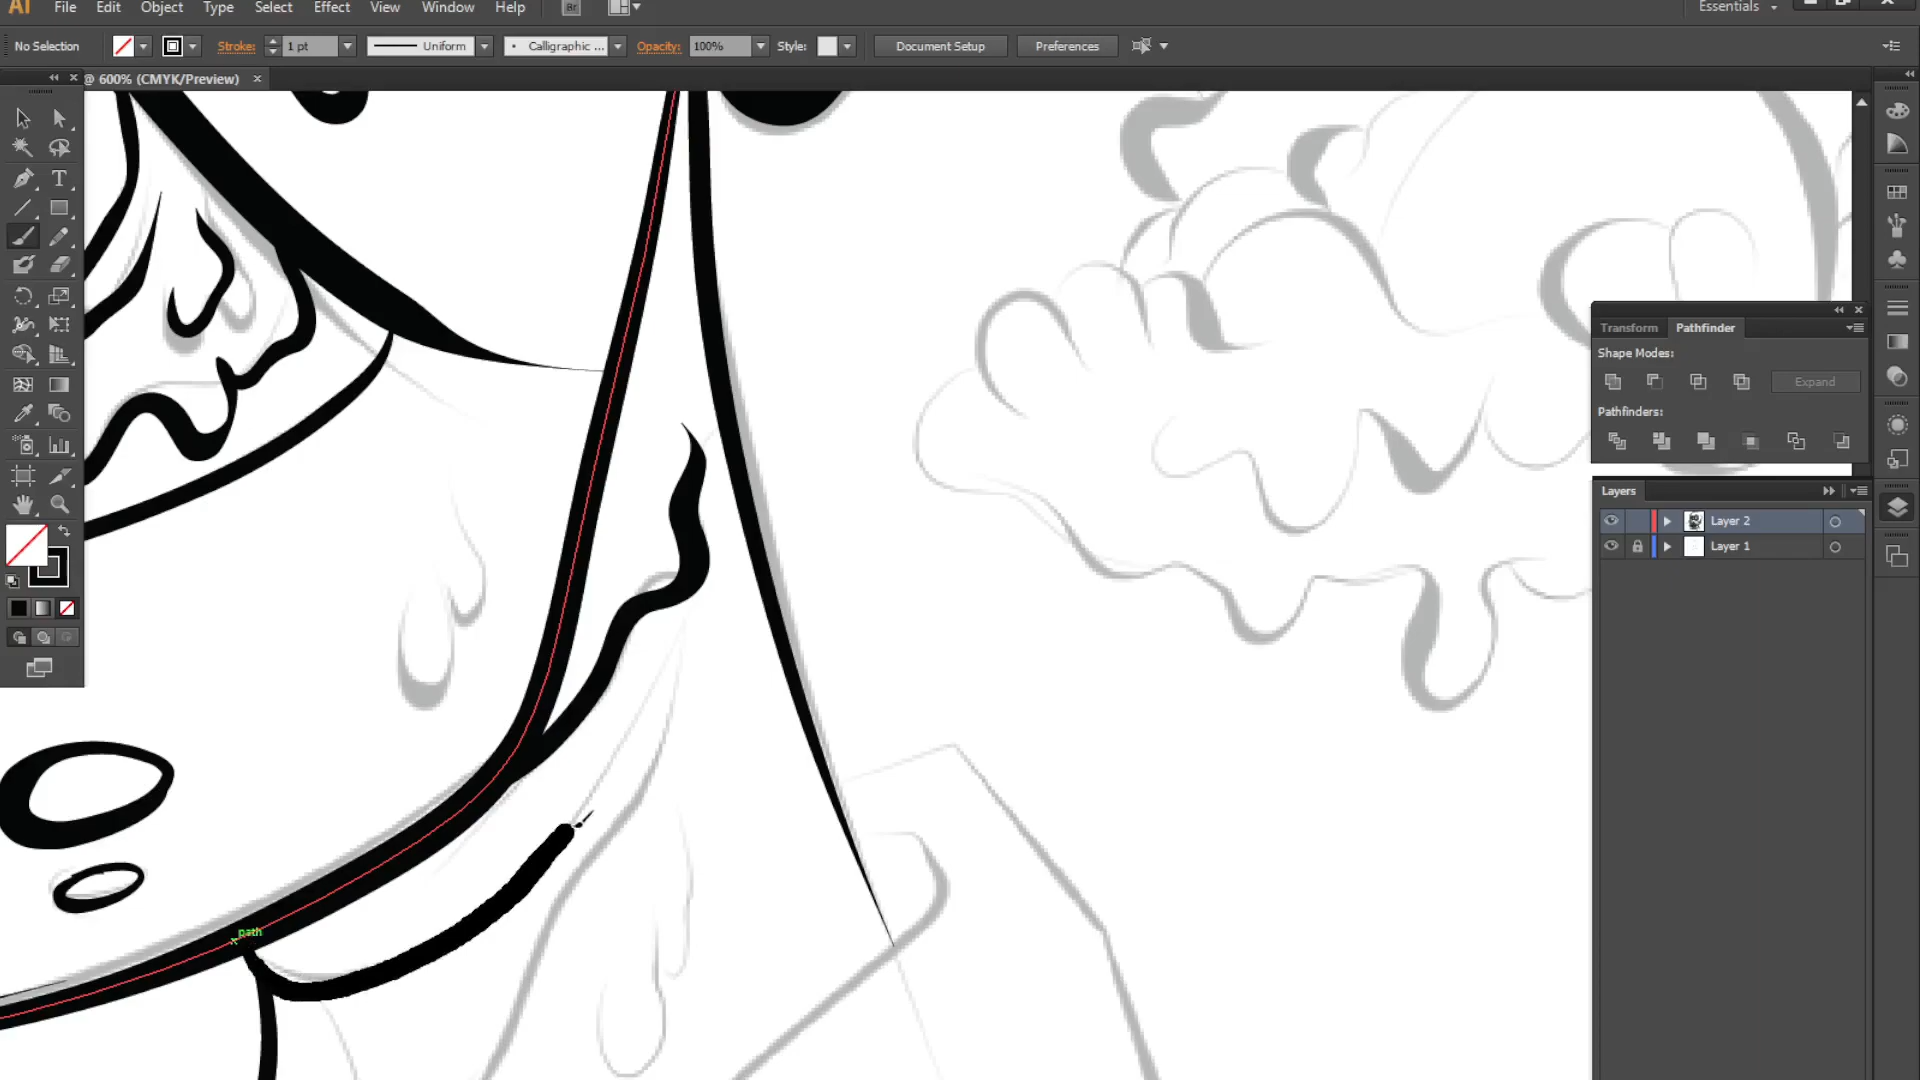 Ai File Edit Object Type Select Effect View Window Help Br Essentials
No Selection Stroke: 1 pt Uniform Calligraphic ... Opacity: 100% Style: Document Setup Preferences
@ 600% (CMYK/Preview)
Transform Pathfinder
Shape Modes:
Expand
Pathfinders:
Layers
Layer 2
Layer 1
path